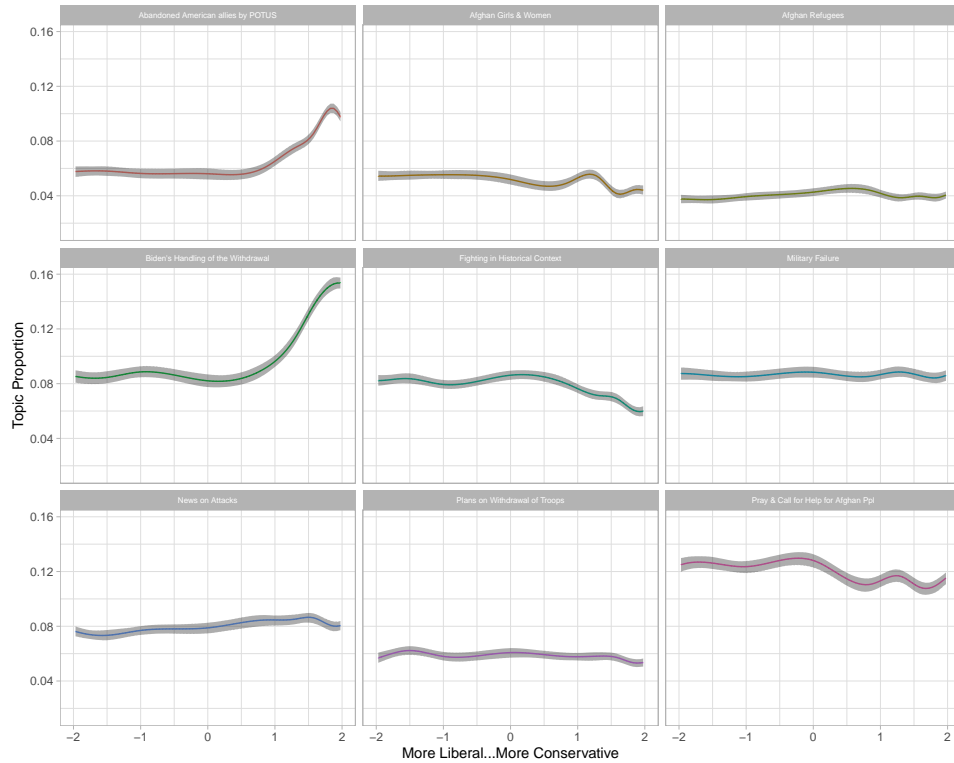 Abandoned American allies by POTUS
Afghan Girls & Women
Afghan Refugees
0.16
0.12
0.08
0.04
Biden's Handling of the Withdrawal
Fighting in Historical Context
Military Failure
0.16
0.12
0.08
0.04
Topic Proportion
News on Attacks
Plans on Withdrawal of Troops
Pray & Call for Help for Afghan Ppl
0.16
0.12
0.08
0.04
−2 −1 0 1 2 −2 −1 0 1 2 −2 −1 0 1 2
More Liberal...More Conservative